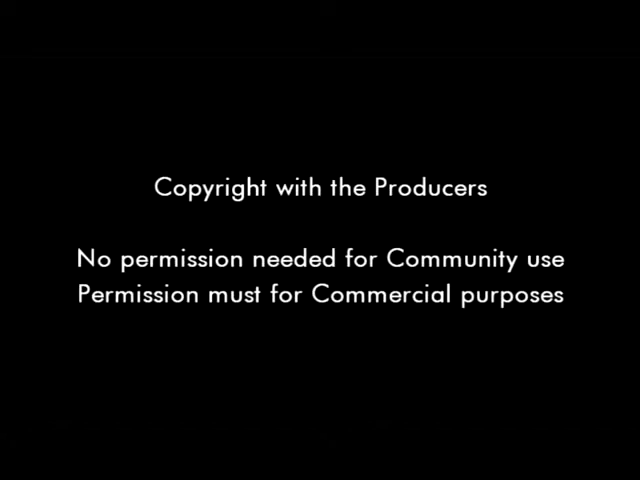 Copyright with the Producers
No permission needed for Community use
Permission must for Commercial purposes